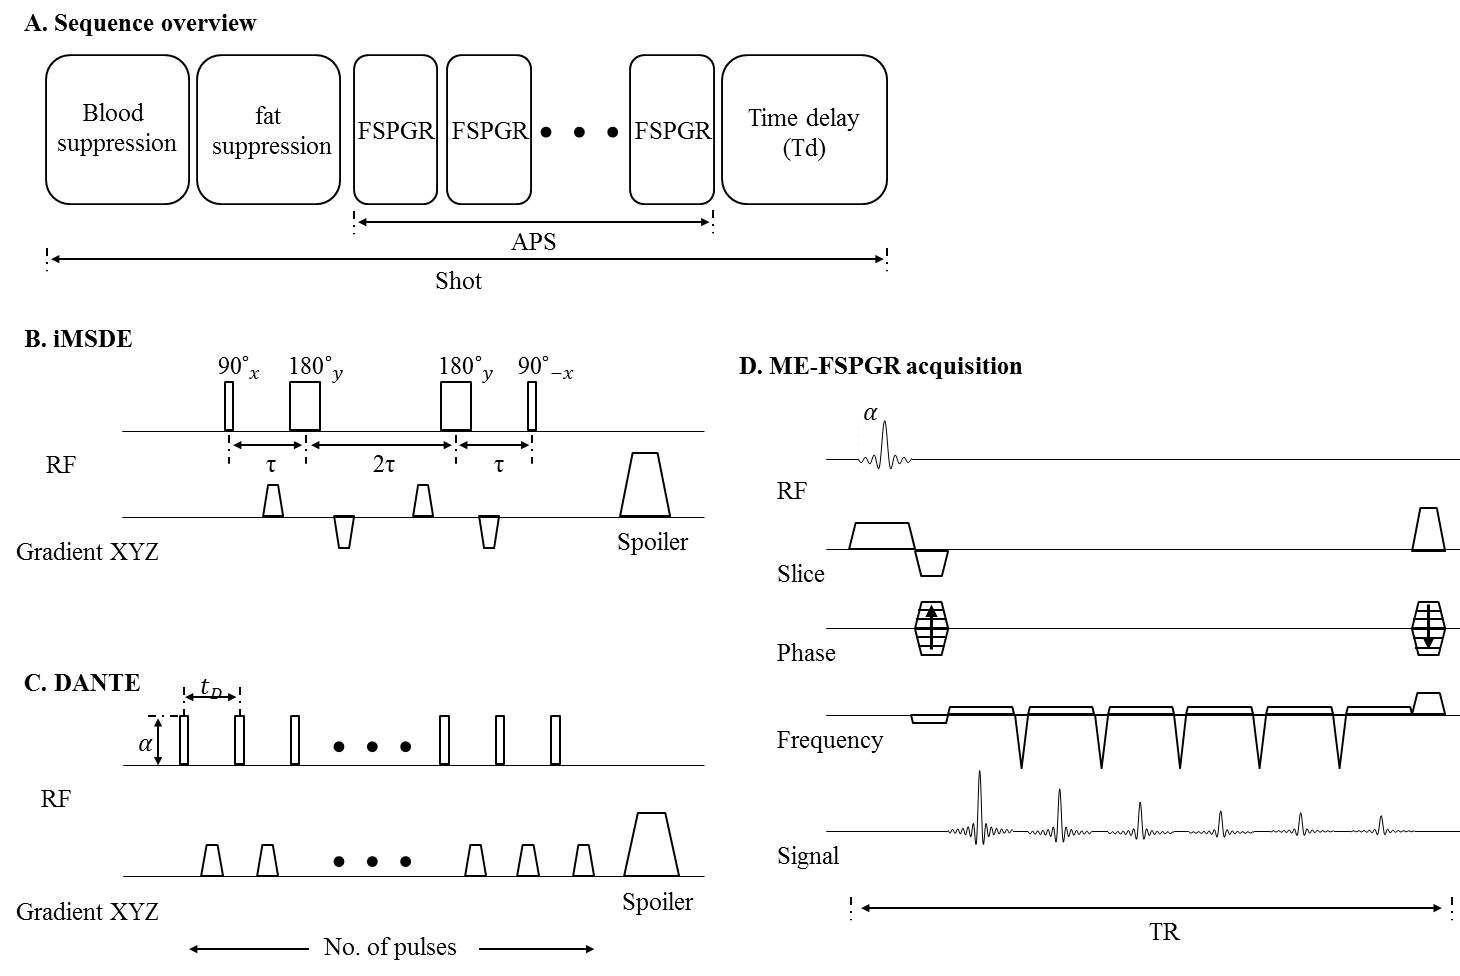 A. Sequence overview
Blood
suppression
fat
suppression
FSPGR
FSPGR
FSPGR
Time delay
(Td)
APS
Shot
B. iMSDE
90°x 180°y 180°y 90°−x
τ 2τ τ
RF
Gradient XYZ
Spoiler
C. DANTE
tD
α
RF
Gradient XYZ
Spoiler
No. of pulses
D. ME-FSPGR acquisition
α
RF
Slice
Phase
Frequency
Signal
TR